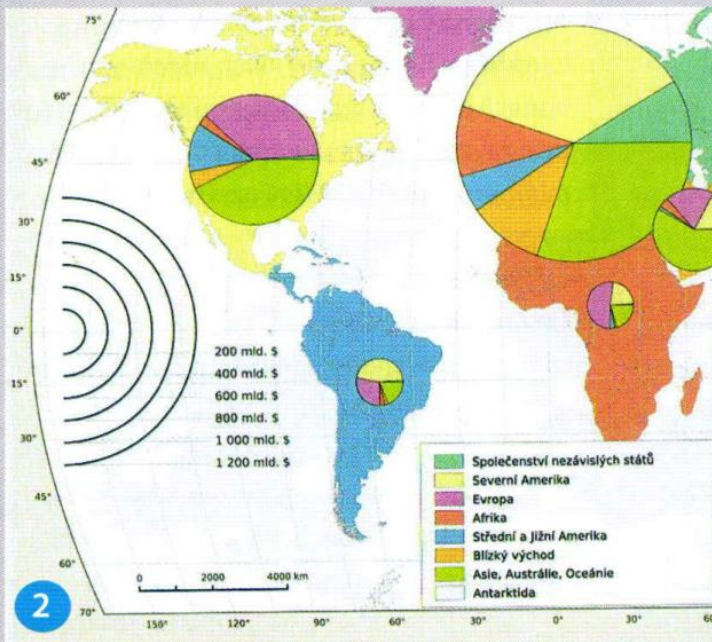 75°
60°
45°
30°
15°
0°
15°
30°
45°
60°
70°
200 mld. $
400 mld. $
600 mld. $
800 mld. $
1 000 mld. $
1 200 mld. $
0 2000 4000 km
Společenství nezávislých států
Severní Amerika
Evropa
Afrika
Střední a Jižní Amerika
Blízký východ
Asie, Austrálie, Oceánie
Antarktida
2
150° 120° 90° 60° 30° 0° 30°